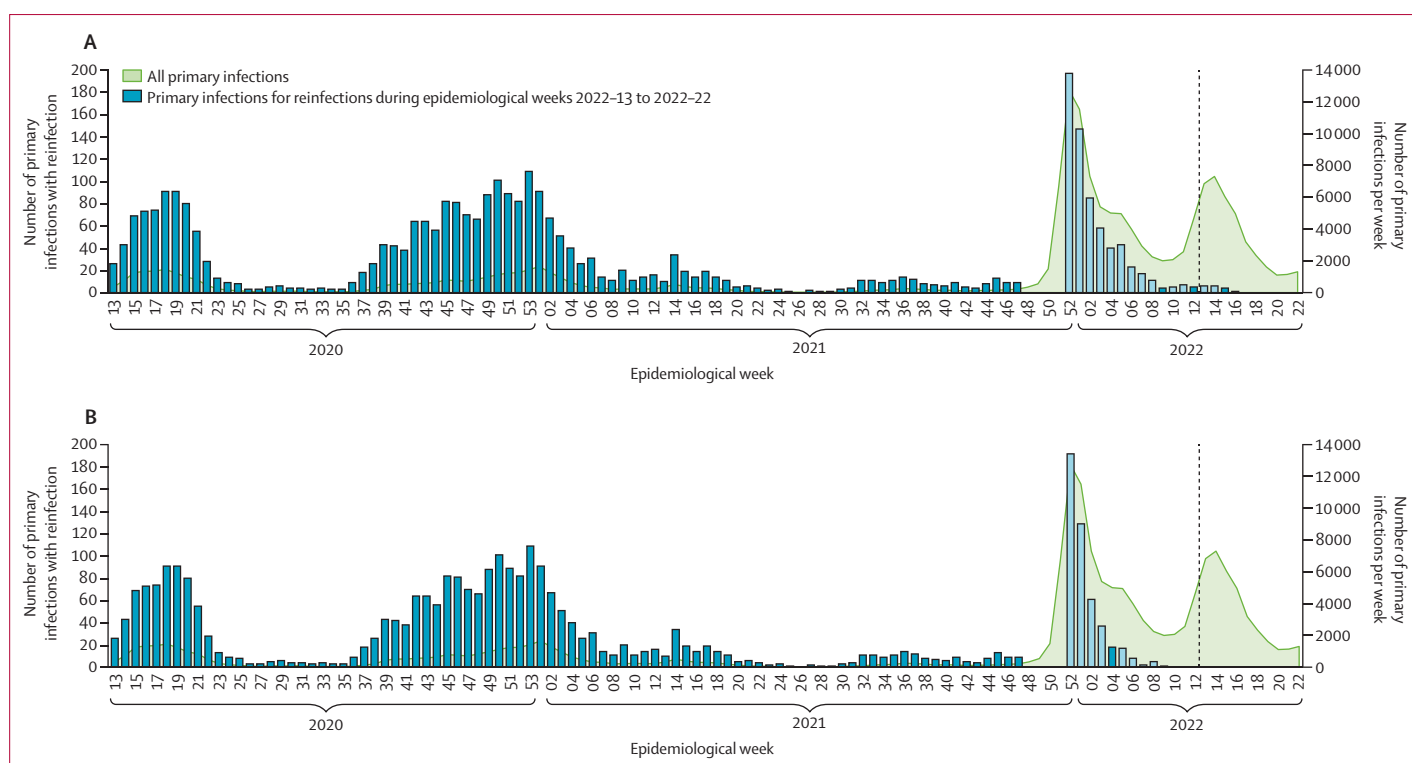 A
All primary infections
Primary infections for reinfections during epidemiological weeks 2022–13 to 2022–22
Number of primary
infections with reinfection
200
180
160
140
120
100
80
60
40
20
0
14 000
12 000
10 000
8000
6000
4000
2000
0
Number of primary
infections per week
13 15 17 19 21 23 25 27 29 31 33 35 37 39 41 43 45 47 49 51 53 02 04 06 08 10 12 14 16 18 20 22 24 26 28 30 32 34 36 38 40 42 44 46 48 50 52 02 04 06 08 10 12 14 16 18 20 22
2020 2021 2022
Epidemiological week
B
Number of primary
infections with reinfection
200
180
160
140
120
100
80
60
40
20
0
14 000
12 000
10 000
8000
6000
4000
2000
0
Number of primary
infections per week
13 15 17 19 21 23 25 27 29 31 33 35 37 39 41 43 45 47 49 51 53 02 04 06 08 10 12 14 16 18 20 22 24 26 28 30 32 34 36 38 40 42 44 46 48 50 52 02 04 06 08 10 12 14 16 18 20 22
2020 2021 2022
Epidemiological week